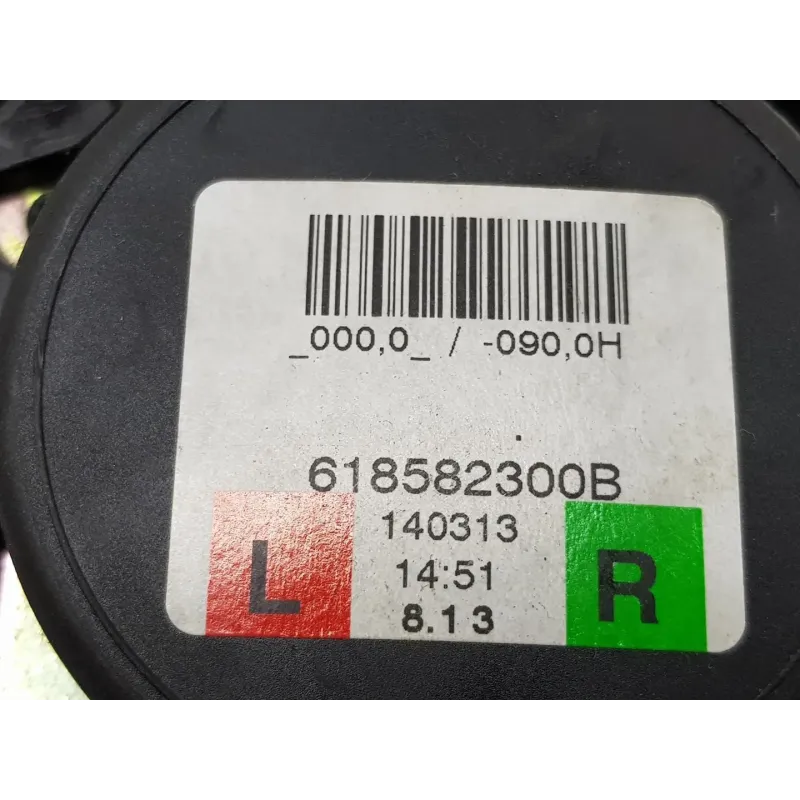 _000,0_ / -090,0H
618582300B
140313
L 14:51 R
8.13